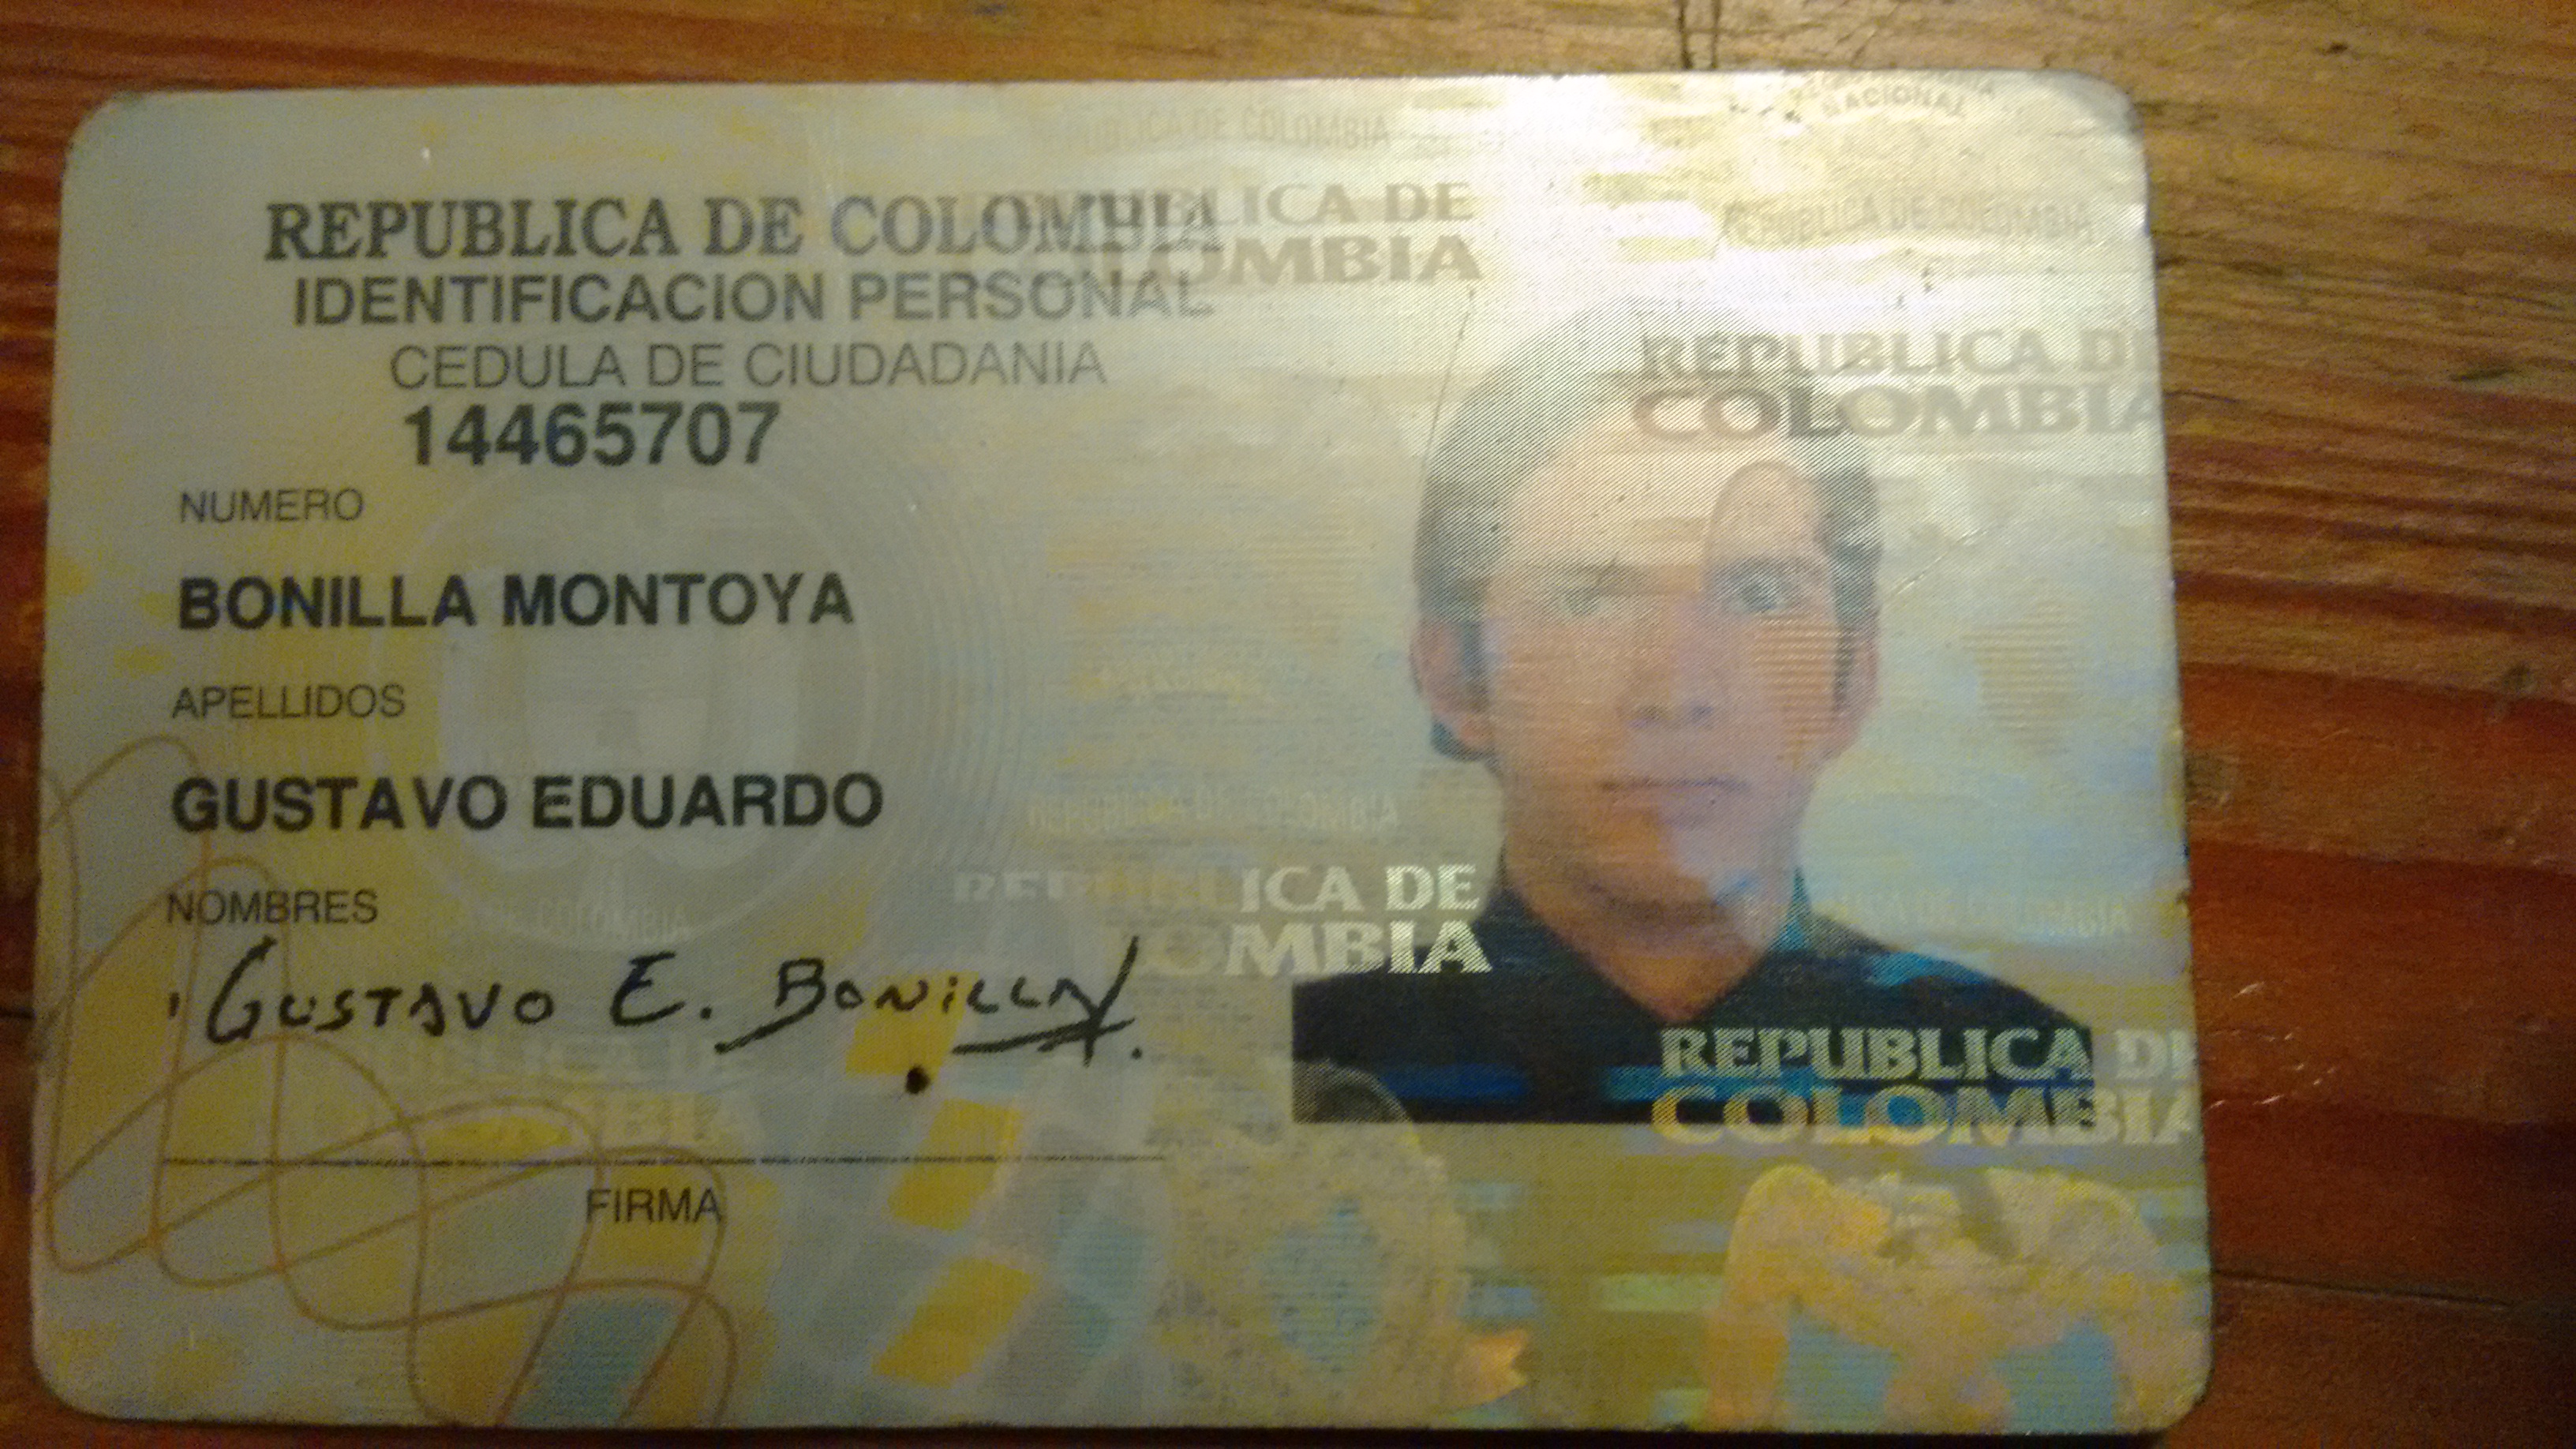 REPUBLICA DE COLOMBIA
IDENTIFICACION PERSONAL
CEDULA DE CIUDADANIA
14465707
NUMERO
BONILLA MONTOYA
APELLIDOS
GUSTAVO EDUARDO
NOMBRES
GUSTAVO E. BONILLA
FIRMA
REPUBLICA DE COLOMBIA
NACIONAL
REPUBLICA DE
COLOMBIA
REPUBLICA DE COLOMBIA
REPUBLICA D
COLOMBIA
REPUBLICA DE COLOMBIA
REPUBLICA DE
OMBIA
REPUBLICA DE
COLOMBIA